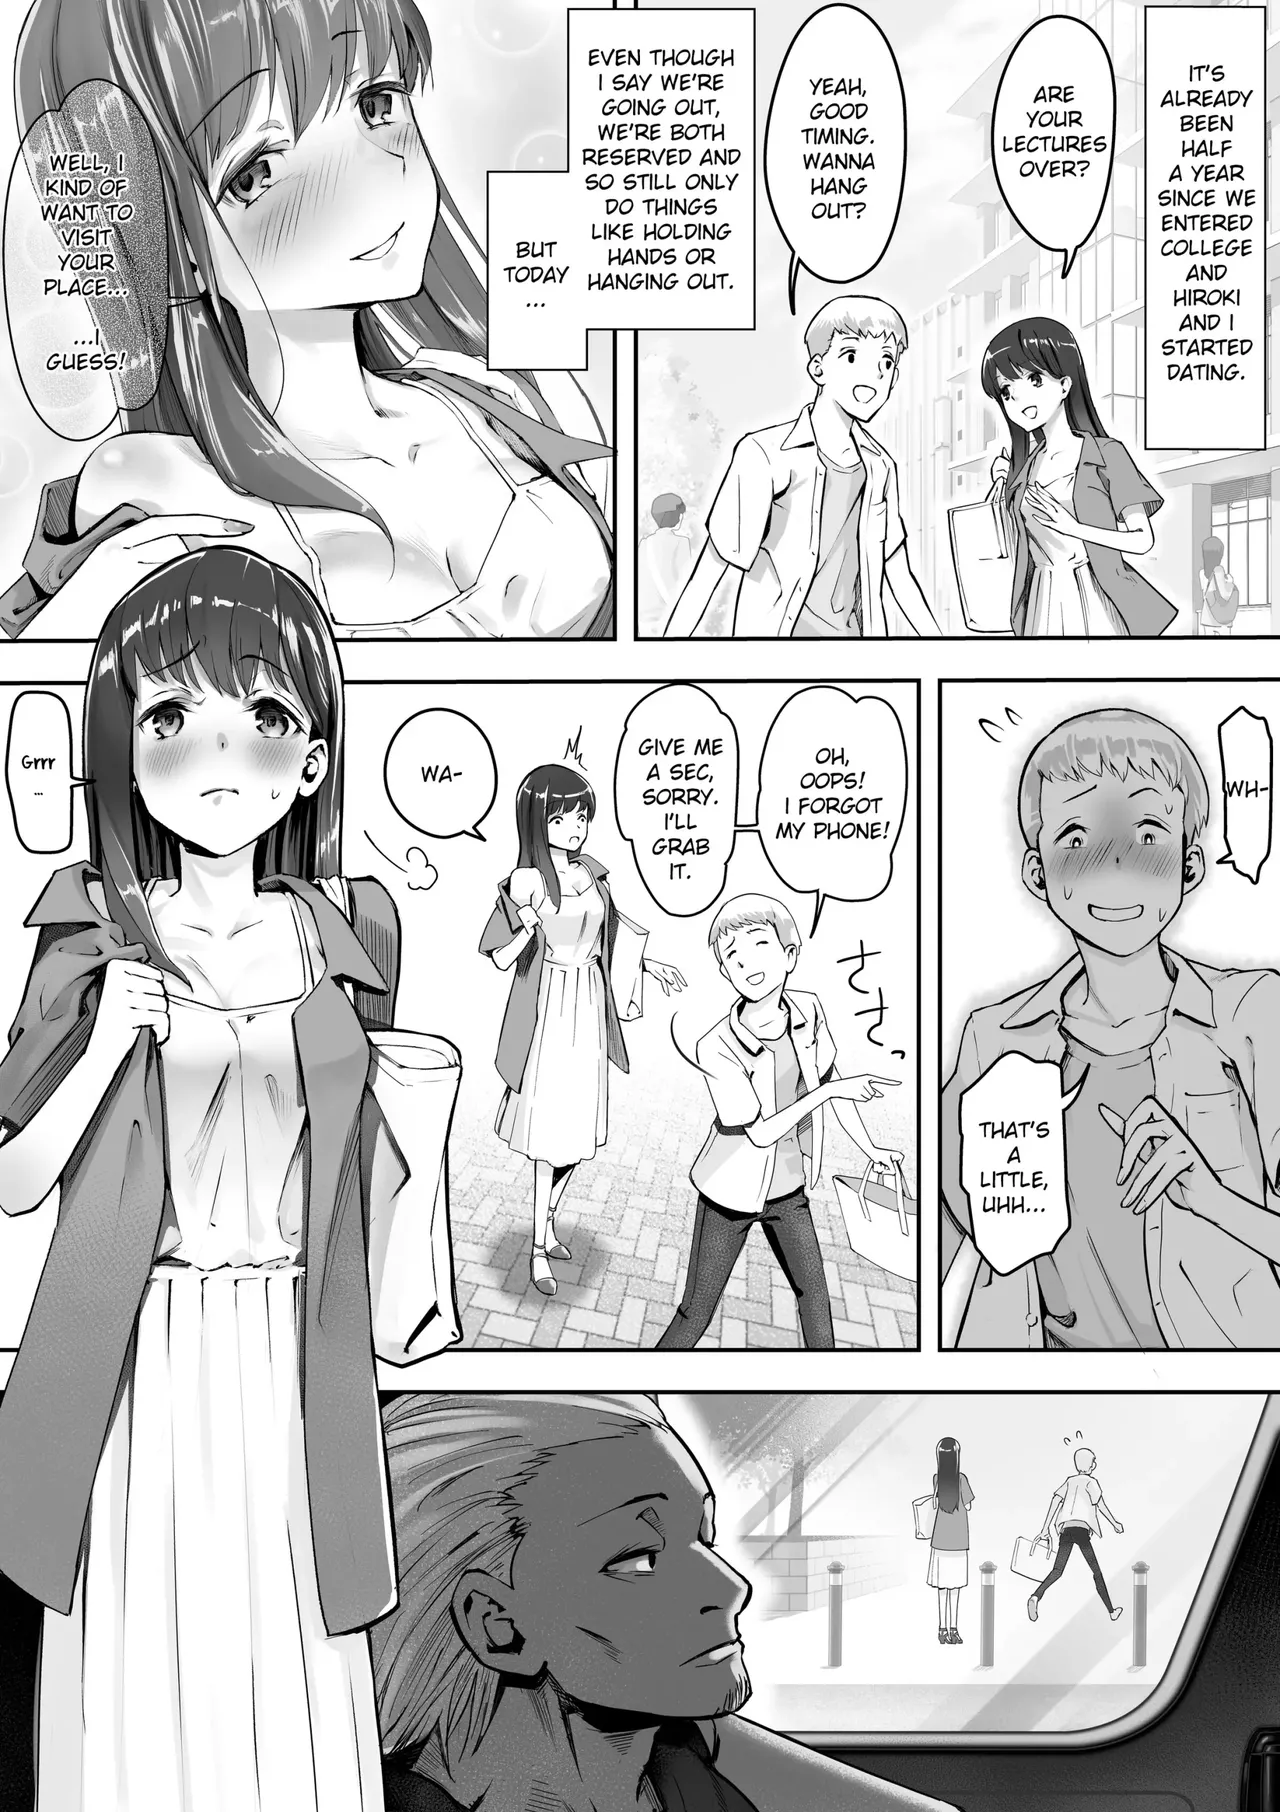 IT'S
ALREADY
BEEN
HALF
A YEAR
SINCE WE
ENTERED
COLLEGE
AND
HIROKI
AND I
STARTED
DATING.
ARE
YOUR
LECTURES
OVER?
YEAH,
GOOD
TIMING.
WANNA
HANG
OUT?
EVEN THOUGH
I SAY WE'RE
GOING OUT,
WE'RE BOTH
RESERVED AND
SO STILL ONLY
DO THINGS
LIKE HOLDING
HANDS OR
HANGING OUT.
BUT
TODAY
...
WELL, I
KIND OF
WANT TO
VISIT
YOUR
PLACE...
...I
GUESS!
WH-
THAT'S
A
LITTLE,
UHH...
OH,
OOPS!
I FORGOT
MY PHONE!
GIVE ME
A SEC,
SORRY.
I'LL
GRAB
IT.
ささっ
WA-
Grrr
...